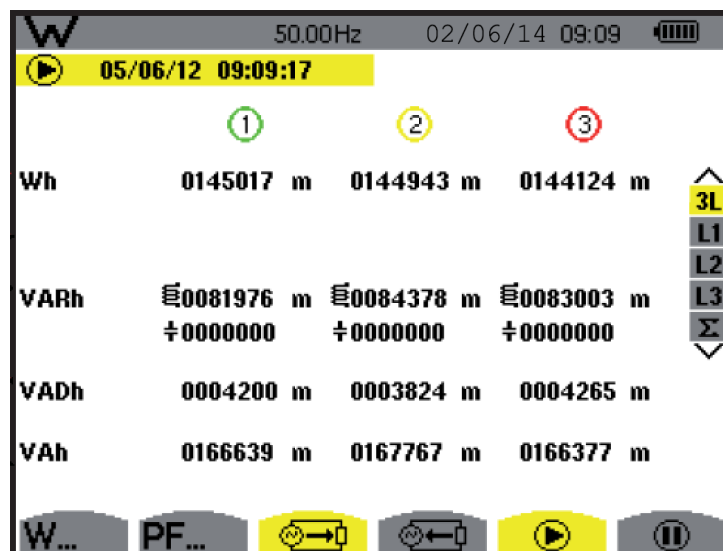 W 50.00Hz 02/06/14 09:09
05/06/12 09:09:17
1 2 3
Wh 0145017 m 0144943 m 0144124 m
3L
L1
L2
VARh 0081976 m 0084378 m 0083003 m L3
0000000 0000000 0000000 Σ
VADh 0004200 m 0003824 m 0004265 m
VAh 0166639 m 0167767 m 0166377 m
W... PF...